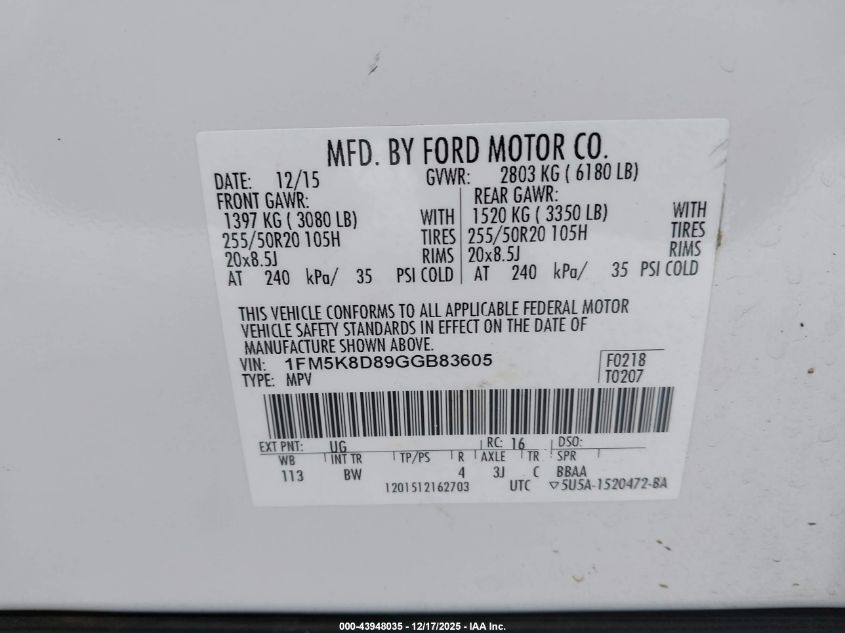 MFD. BY FORD MOTOR CO.
DATE: 12/15 GVWR: 2803 KG ( 6180 LB)
FRONT GAWR: REAR GAWR:
1397 KG ( 3080 LB) WITH 1520 KG ( 3350 LB) WITH
255/50R20 105H TIRES 255/50R20 105H TIRES
20x8.5J RIMS 20x8.5J RIMS
AT 240 kPa/ 35 PSI COLD AT 240 kPa/ 35 PSI COLD
THIS VEHICLE CONFORMS TO ALL APPLICABLE FEDERAL MOTOR
VEHICLE SAFETY STANDARDS IN EFFECT ON THE DATE OF
MANUFACTURE SHOWN ABOVE.
VIN: 1FM5K8D89GGB83605 F0218
TYPE: MPV T0207
EXT PNT: UG RC: 16 DSO:
WB INT TR TP/PS R AXLE TR SPR
113 BW 4 3J C BBAA
1201512162703 UTC ▽5U5A-1520472-BA
000-43948035 - 12/17/2025 - IAA Inc.